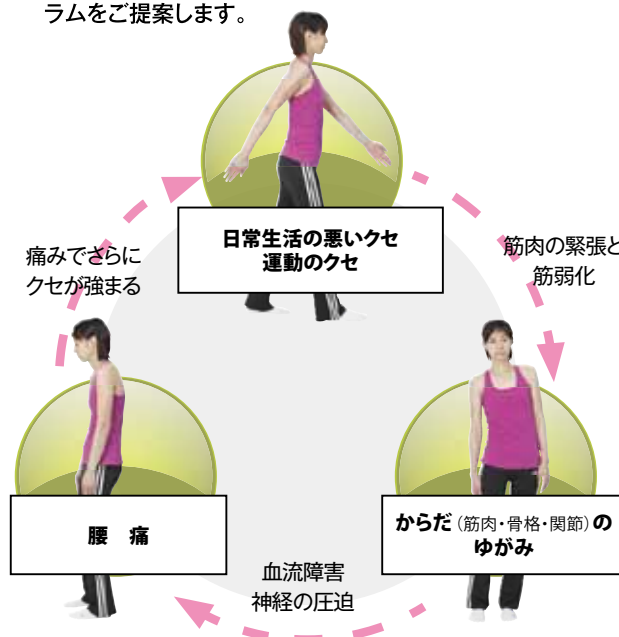 ラムをご提案します。
日常生活の悪いクセ
運動のクセ
痛みでさらに
クセが強まる
筋肉の緊張と
筋弱化
腰　痛
からだ（筋肉・骨格・関節）の
ゆがみ
血流障害
神経の圧迫